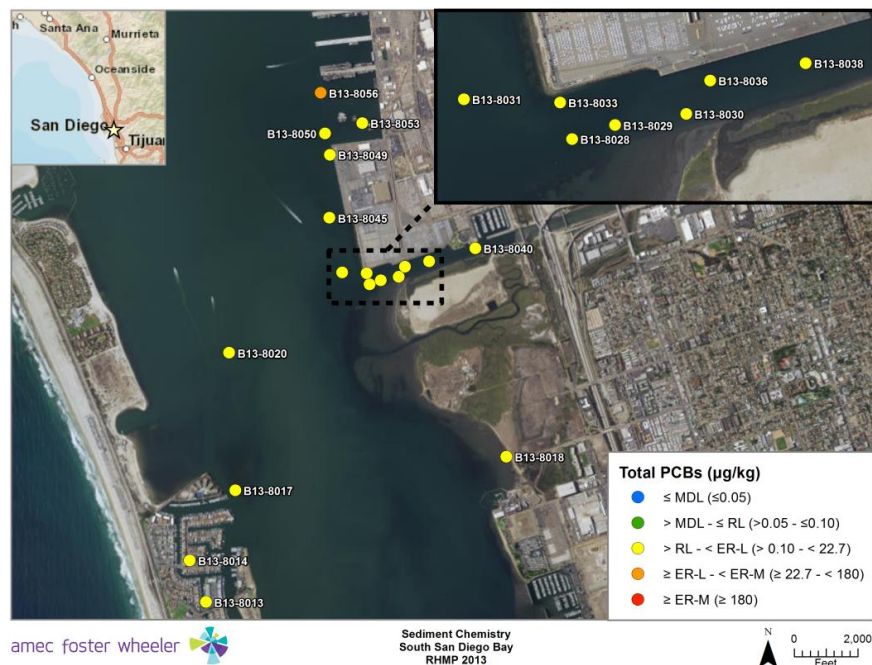 h
Santa Ana
Murrieta
Oceanside
San Diego
Tijuar
B13-8056
B13-8053
B13-8050
B13-8049
B13-8045
B13-8040
B13-8020
B13-8018
B13-8017
B13-8014
B13-8013
B13-8038
B13-8036
B13-8031
B13-8033
B13-8030
B13-8029
B13-8028
Total PCBs (µg/kg)
≤ MDL (≤0.05)
> MDL - ≤ RL (>0.05 - ≤0.10)
> RL - < ER-L (> 0.10 - < 22.7)
≥ ER-L - < ER-M (≥ 22.7 - < 180)
≥ ER-M (≥ 180)
amec foster wheeler
Sediment Chemistry
South San Diego Bay
RHMP 2013
N
0 2,000
Feet